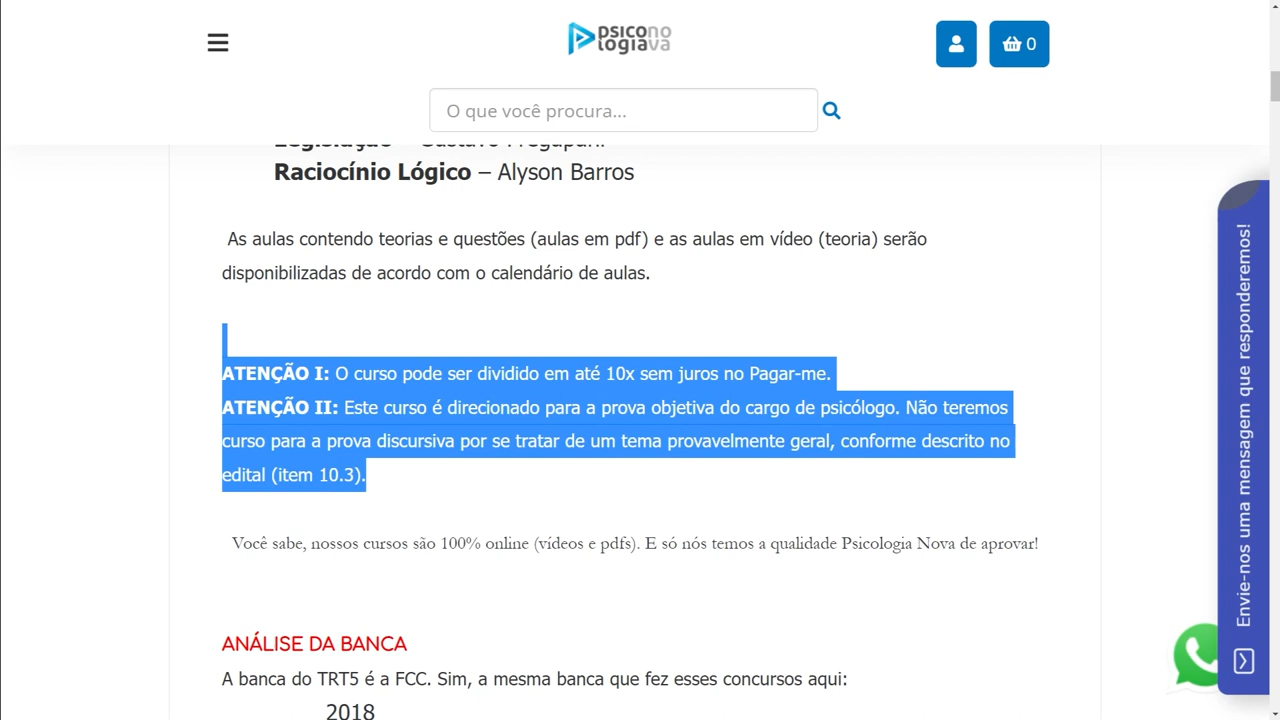 psicono
logiava
0
O que você procura...
Legislação – Gustavo Fregapani
Raciocínio Lógico – Alyson Barros
As aulas contendo teorias e questões (aulas em pdf) e as aulas em vídeo (teoria) serão
disponibilizadas de acordo com o calendário de aulas.
ATENÇÃO I: O curso pode ser dividido em até 10x sem juros no Pagar-me.
ATENÇÃO II: Este curso é direcionado para a prova objetiva do cargo de psicólogo. Não teremos
curso para a prova discursiva por se tratar de um tema provavelmente geral, conforme descrito no
edital (item 10.3).
Você sabe, nossos cursos são 100% online (vídeos e pdfs). E só nós temos a qualidade Psicologia Nova de aprovar!
ANÁLISE DA BANCA
A banca do TRT5 é a FCC. Sim, a mesma banca que fez esses concursos aqui:
2018
Envie-nos uma mensagem que responderemos!